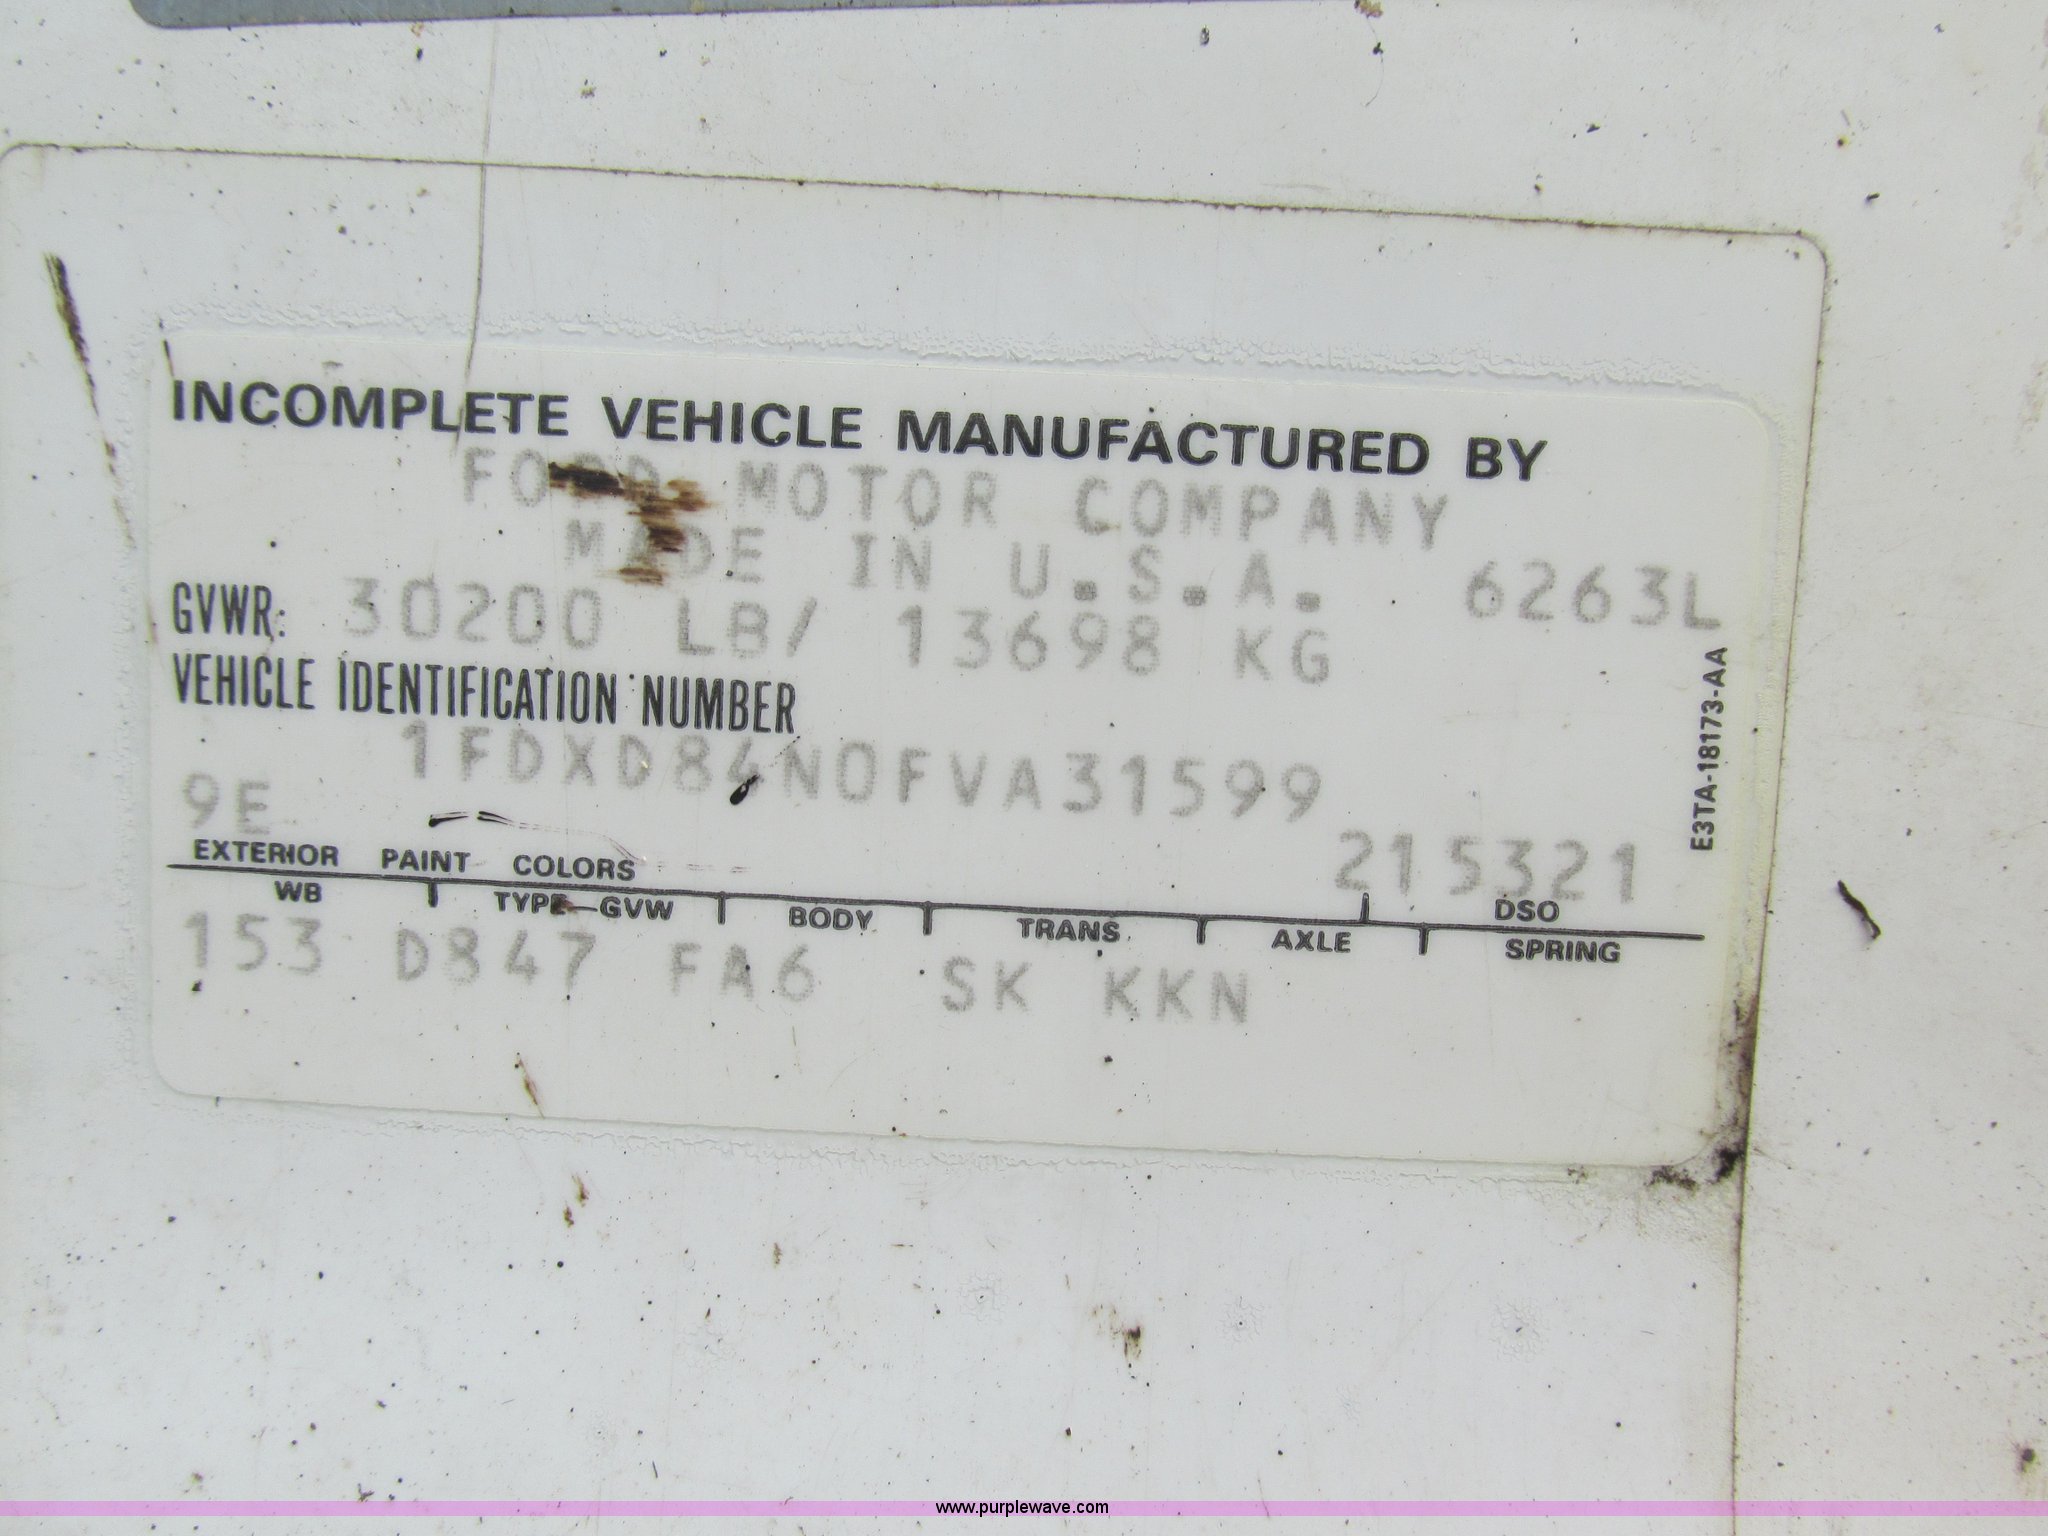 INCOMPLETE VEHICLE MANUFACTURED BY
FORD MOTOR COMPANY
MADE IN U.S.A. 6263L
GVWR: 30200 LB/ 13698 KG
VEHICLE IDENTIFICATION NUMBER
1FDXD84N0FVA31599
9E
EXTERIOR PAINT COLORS
215321
DSO
WB TYPE—GVW BODY TRANS AXLE SPRING
153 D847 FA6 SK KKN
E3TA-18173-AA
www.purplewave.com